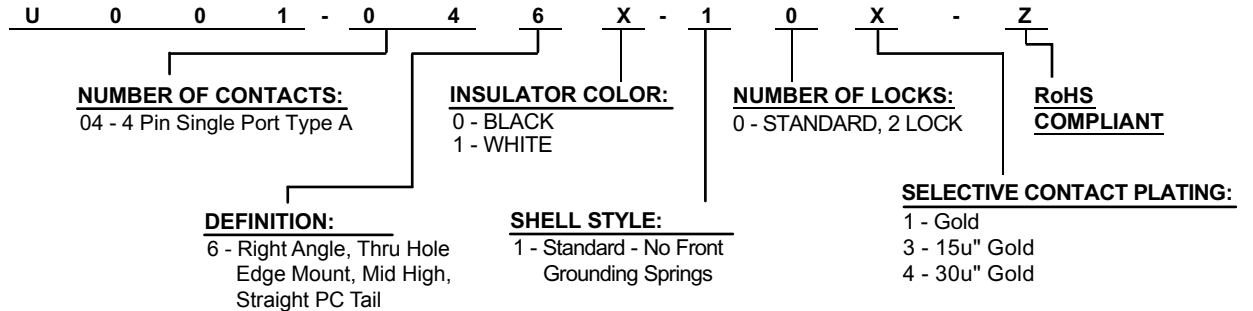 U 0 0 1 - 0 4 6 X - 1 0 X - Z
NUMBER OF CONTACTS:
04 - 4 Pin Single Port Type A
INSULATOR COLOR:
0 - BLACK
1 - WHITE
NUMBER OF LOCKS:
0 - STANDARD, 2 LOCK
RoHS
COMPLIANT
DEFINITION:
6 - Right Angle, Thru Hole
Edge Mount, Mid High,
Straight PC Tail
SHELL STYLE:
1 - Standard - No Front
Grounding Springs
SELECTIVE CONTACT PLATING:
1 - Gold
3 - 15u" Gold
4 - 30u" Gold